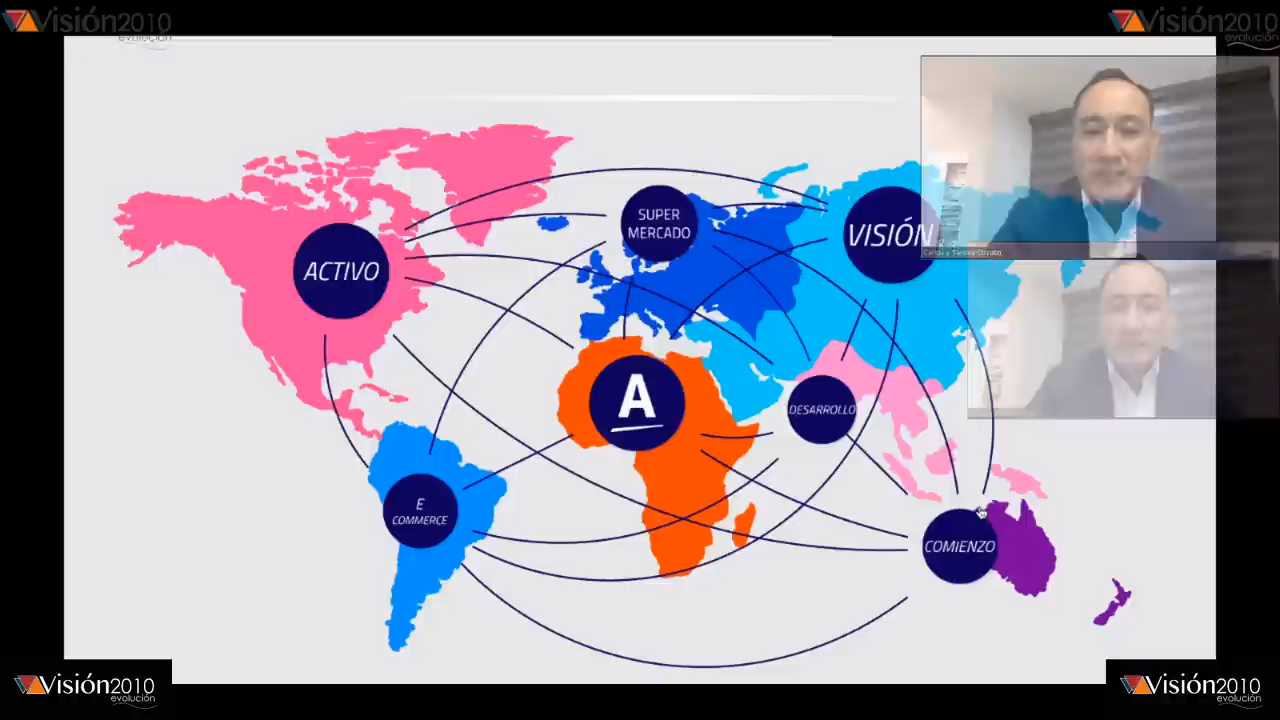 Visión2010
evolución
Visión2010
evolución
SUPER
MERCADO
VISIÓN
ACTIVO
A
DESARROLLO
E
COMMERCE
COMIENZO
Visión2010
evolución
Visión2010
evolución